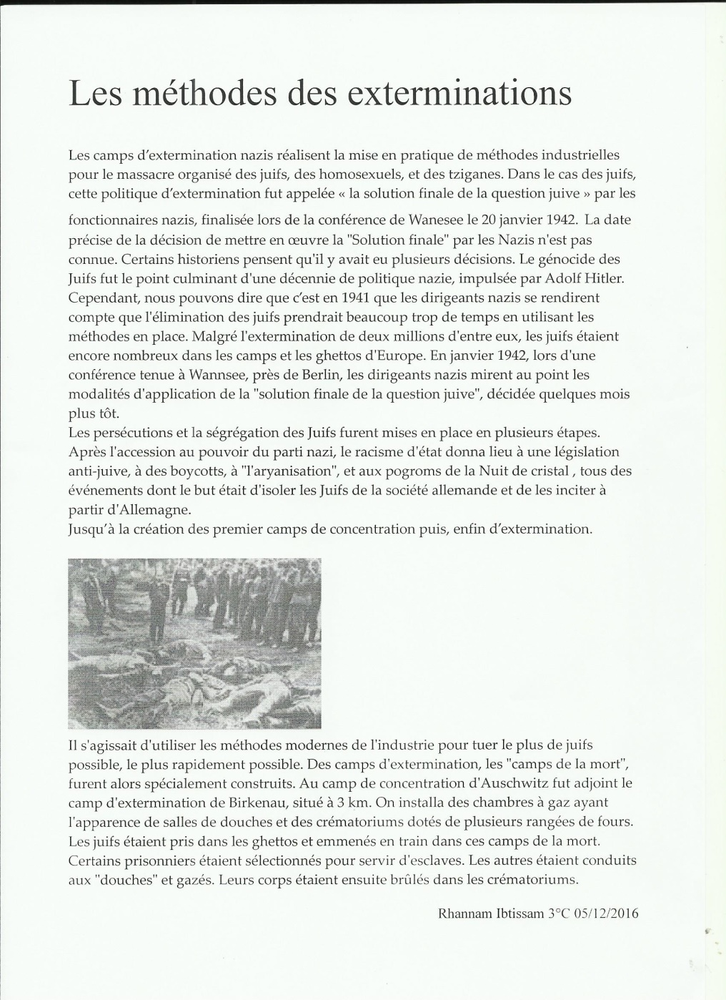 Les méthodes des exterminations
Les camps d’extermination nazis réalisent la mise en pratique de méthodes industrielles
pour le massacre organisé des juifs, des homosexuels, et des tziganes. Dans le cas des juifs,
cette politique d’extermination fut appelée « la solution finale de la question juive » par les
fonctionnaires nazis, finalisée lors de la conférence de Wanesee le 20 janvier 1942. La date
précise de la décision de mettre en œuvre la "Solution finale" par les Nazis n'est pas
connue. Certains historiens pensent qu'il y avait eu plusieurs décisions. Le génocide des
Juifs fut le point culminant d'une décennie de politique nazie, impulsée par Adolf Hitler.
Cependant, nous pouvons dire que c’est en 1941 que les dirigeants nazis se rendirent
compte que l'élimination des juifs prendrait beaucoup trop de temps en utilisant les
méthodes en place. Malgré l'extermination de deux millions d'entre eux, les juifs étaient
encore nombreux dans les camps et les ghettos d'Europe. En janvier 1942, lors d'une
conférence tenue à Wannsee, près de Berlin, les dirigeants nazis mirent au point les
modalités d'application de la "solution finale de la question juive", décidée quelques mois
plus tôt.
Les persécutions et la ségrégation des Juifs furent mises en place en plusieurs étapes.
Après l'accession au pouvoir du parti nazi, le racisme d'état donna lieu à une législation
anti-juive, à des boycotts, à "l'aryanisation", et aux pogroms de la Nuit de cristal , tous des
événements dont le but était d'isoler les Juifs de la société allemande et de les inciter à
partir d'Allemagne.
Jusqu’à la création des premier camps de concentration puis, enfin d’extermination.
Il s'agissait d'utiliser les méthodes modernes de l'industrie pour tuer le plus de juifs
possible, le plus rapidement possible. Des camps d'extermination, les "camps de la mort",
furent alors spécialement construits. Au camp de concentration d'Auschwitz fut adjoint le
camp d'extermination de Birkenau, situé à 3 km. On installa des chambres à gaz ayant
l'apparence de salles de douches et des crématoriums dotés de plusieurs rangées de fours.
Les juifs étaient pris dans les ghettos et emmenés en train dans ces camps de la mort.
Certains prisonniers étaient sélectionnés pour servir d'esclaves. Les autres étaient conduits
aux "douches" et gazés. Leurs corps étaient ensuite brûlés dans les crématoriums.
Rhannam Ibtissam 3°C 05/12/2016